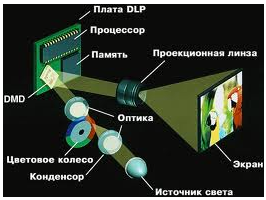 Плата DLP
Процессор
Память
Проекционная линза
DMD
Оптика
Цветовое колесо
Конденсор
Экран
Источник света